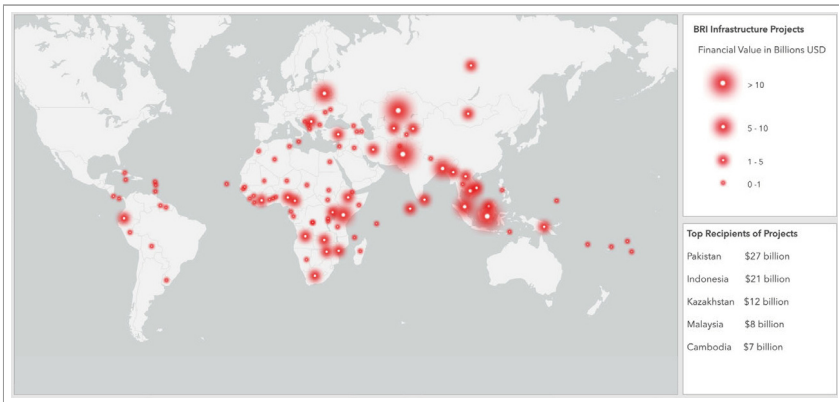 BRI Infrastructure Projects
Financial Value in Billions USD
> 10
5 - 10
1 - 5
0 -1
Top Recipients of Projects
Pakistan $27 billion
Indonesia $21 billion
Kazakhstan $12 billion
Malaysia $8 billion
Cambodia $7 billion